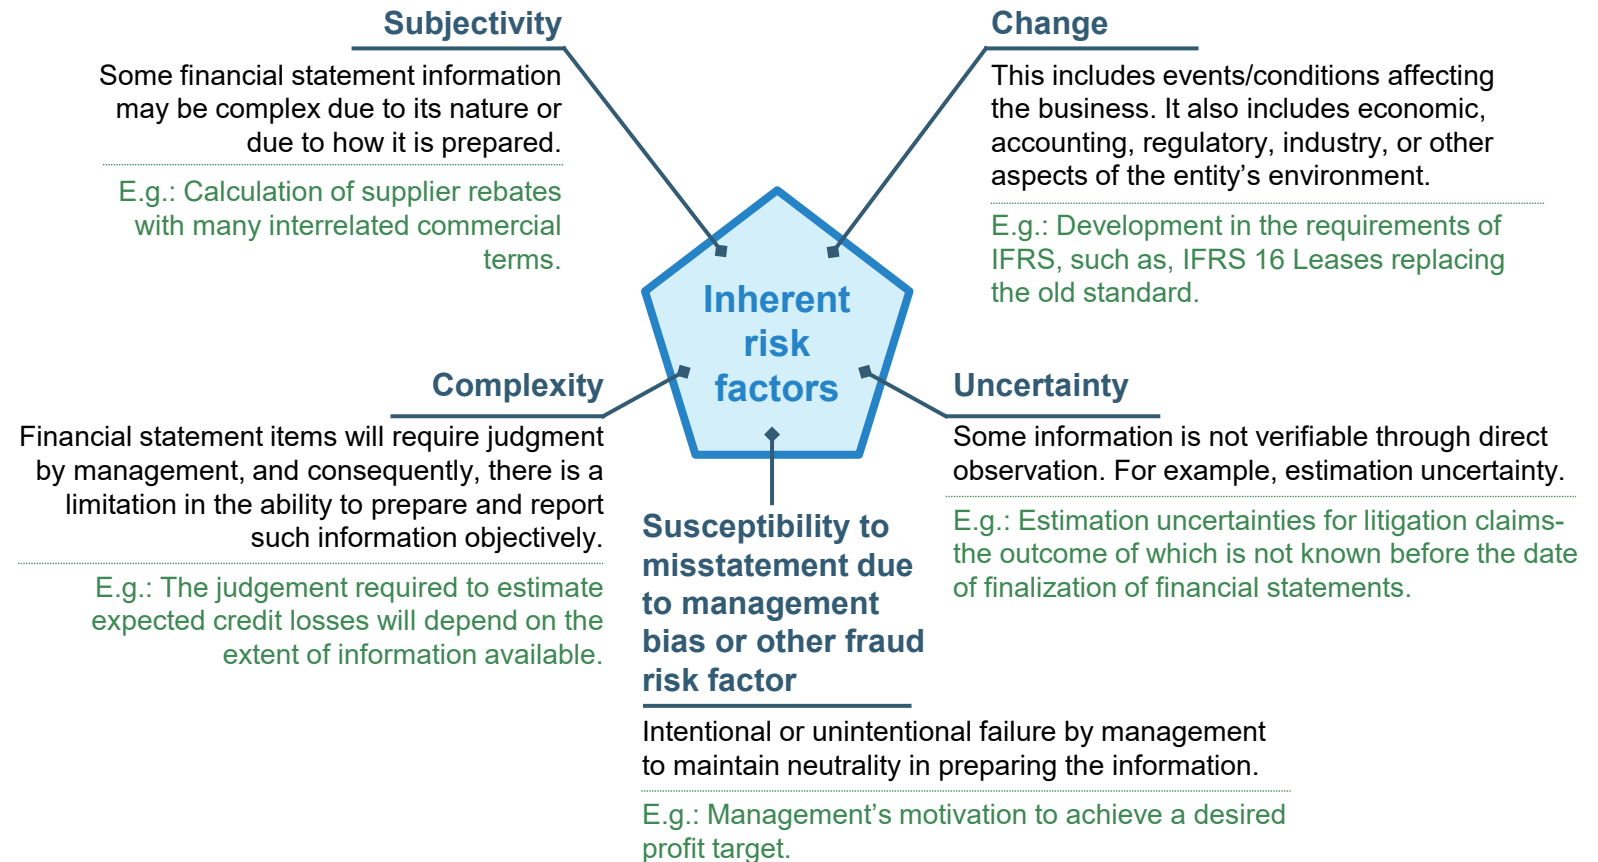 Subjectivity
Some financial statement information
may be complex due to its nature or
due to how it is prepared.
E.g.: Calculation of supplier rebates
with many interrelated commercial
terms.
Change
This includes events/conditions affecting
the business. It also includes economic,
accounting, regulatory, industry, or other
aspects of the entity’s environment.
E.g.: Development in the requirements of
IFRS, such as, IFRS 16 Leases replacing
the old standard.
Inherent
risk
factors
Complexity
Financial statement items will require judgment
by management, and consequently, there is a
limitation in the ability to prepare and report
such information objectively.
E.g.: The judgement required to estimate
expected credit losses will depend on the
extent of information available.
Uncertainty
Some information is not verifiable through direct
observation. For example, estimation uncertainty.
E.g.: Estimation uncertainties for litigation claims-
the outcome of which is not known before the date
of finalization of financial statements.
Susceptibility to
misstatement due
to management
bias or other fraud
risk factor
Intentional or unintentional failure by management
to maintain neutrality in preparing the information.
E.g.: Management’s motivation to achieve a desired
profit target.